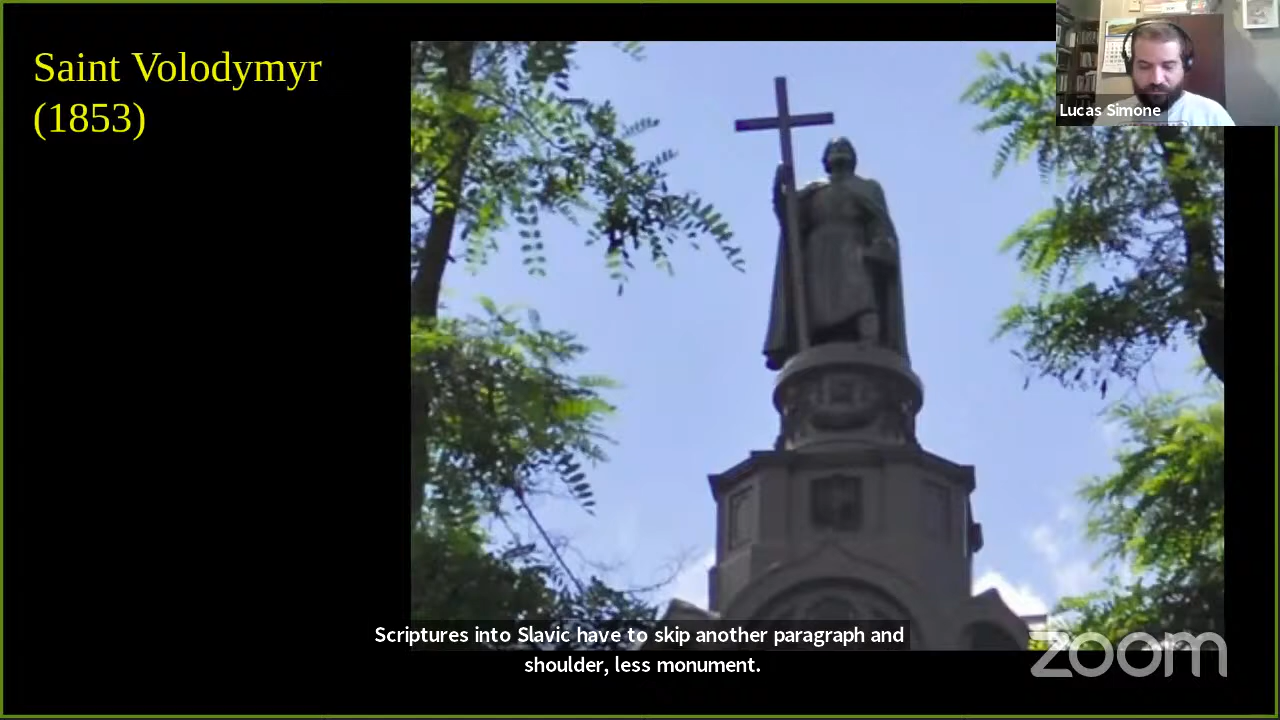 Saint Volodymyr
(1853)
Lucas Simone
Scriptures into Slavic have to skip another paragraph and
shoulder, less monument.
zoom